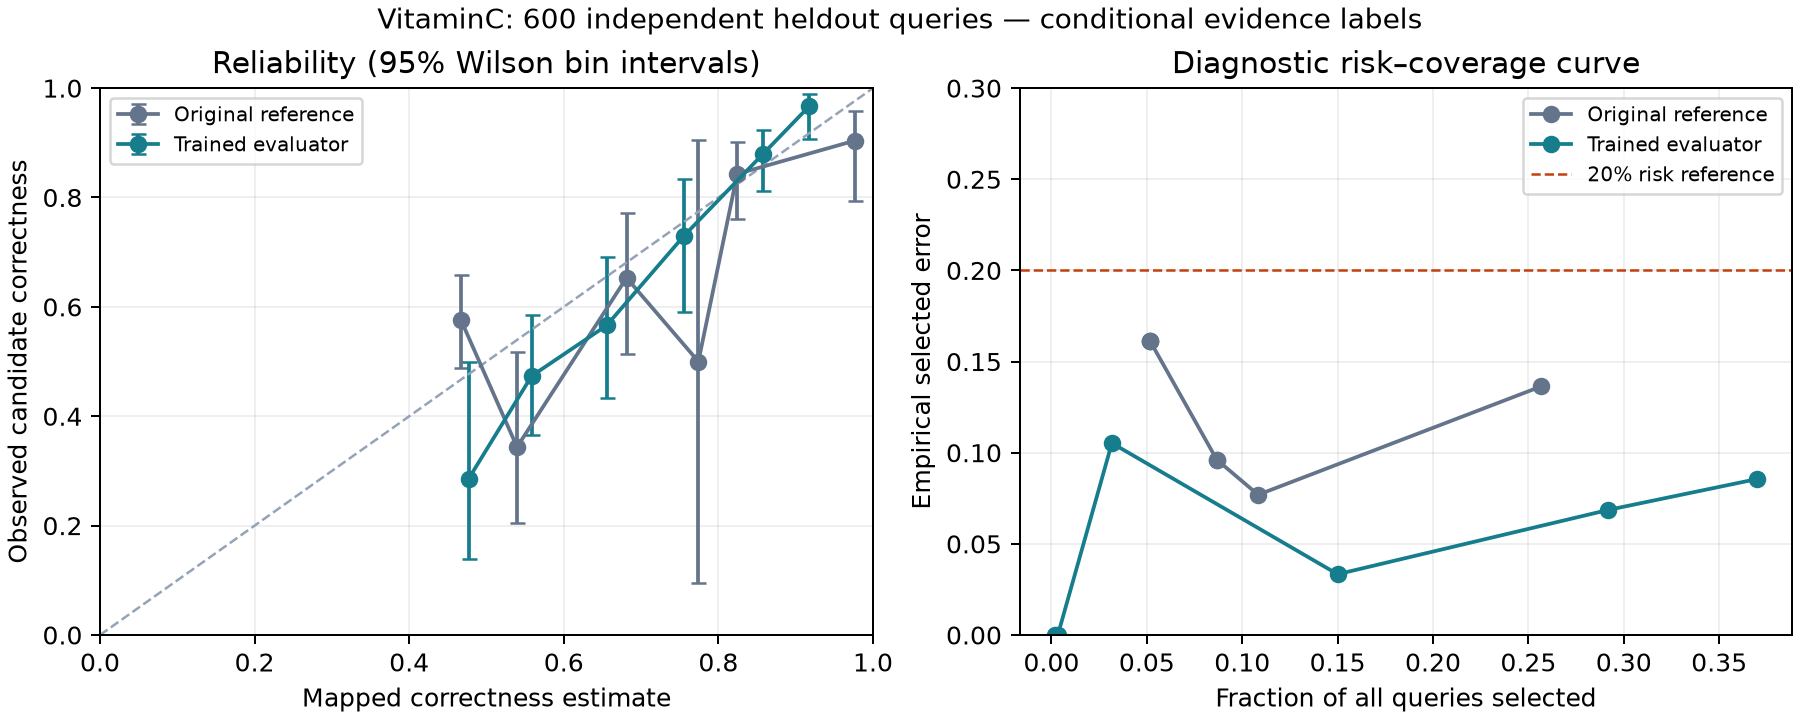 VitaminC: 600 independent heldout queries — conditional evidence labels
Reliability (95% Wilson bin intervals)
Original reference
Trained evaluator
Observed candidate correctness
1.0
0.8
0.6
0.4
0.2
0.0
0.0 0.2 0.4 0.6 0.8 1.0
Mapped correctness estimate
Diagnostic risk–coverage curve
Original reference
Trained evaluator
20% risk reference
Empirical selected error
0.30
0.25
0.20
0.15
0.10
0.05
0.00
0.00 0.05 0.10 0.15 0.20 0.25 0.30 0.35
Fraction of all queries selected